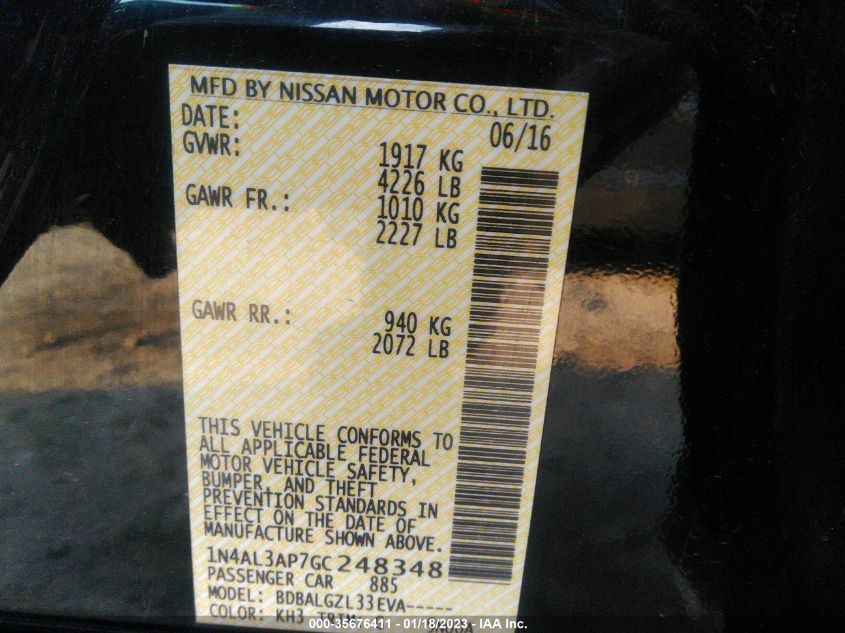 MFD BY NISSAN MOTOR CO., LTD.
DATE: 06/16
GVWR: 1917 KG
4226 LB
GAWR FR.: 1010 KG
2227 LB
GAWR RR.: 940 KG
2072 LB
THIS VEHICLE CONFORMS TO
ALL APPLICABLE FEDERAL
MOTOR VEHICLE SAFETY,
BUMPER, AND THEFT
PREVENTION STANDARDS IN
EFFECT ON THE DATE OF
MANUFACTURE SHOWN ABOVE.
1N4AL3AP7GC248348
PASSENGER CAR 885
MODEL: BDBALGZL33EVA-----
COLOR: KH3 TRIM
000-35676411 - 01/18/2023 - IAA Inc.